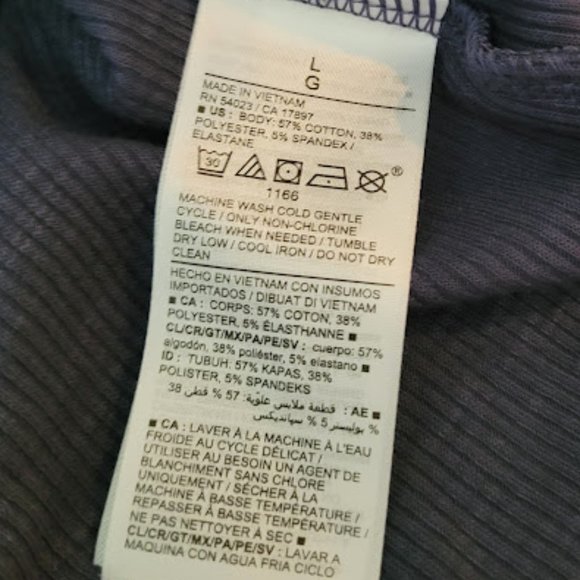 L
G
MADE IN VIETNAM
RN 54023 / CA 17897
■ US : BODY: 57% COTTON, 38%
POLYESTER, 5% SPANDEX /
ELASTANE
30 ®
1166
MACHINE WASH COLD GENTLE
CYCLE / ONLY NON-CHLORINE
BLEACH WHEN NEEDED / TUMBLE
DRY LOW / COOL IRON / DO NOT DRY
CLEAN
HECHO EN VIETNAM CON INSUMOS
IMPORTADOS / DIBUAT DI VIETNAM
■ CA : CORPS: 57% COTON, 38%
POLYESTER, 5% ÉLASTHANNE ■
CL/CR/GT/MX/PA/PE/SV : cuerpo: 57%
algodón, 38% poliéster, 5% elastano ■
ID : TUBUH: 57% KAPAS, 38%
POLISTER, 5% SPANDEKS
■ AE : قطعة ملابس علوية: 57 % قطن 38
% بوليستر 5 % سباندیکس
■ CA : LAVER À LA MACHINE À L'EAU
FROIDE AU CYCLE DÉLICAT /
UTILISER AU BESOIN UN AGENT DE
BLANCHIMENT SANS CHLORE
UNIQUEMENT / SÉCHER À LA
MACHINE À BASSE TEMPÉRATURE /
REPASSER À BASSE TEMPÉRATURE /
NE PAS NETTOYER À SEC ■
CL/CR/GT/MX/PA/PE/SV : LAVAR A
MAQUINA CON AGUA FRIA CICLO